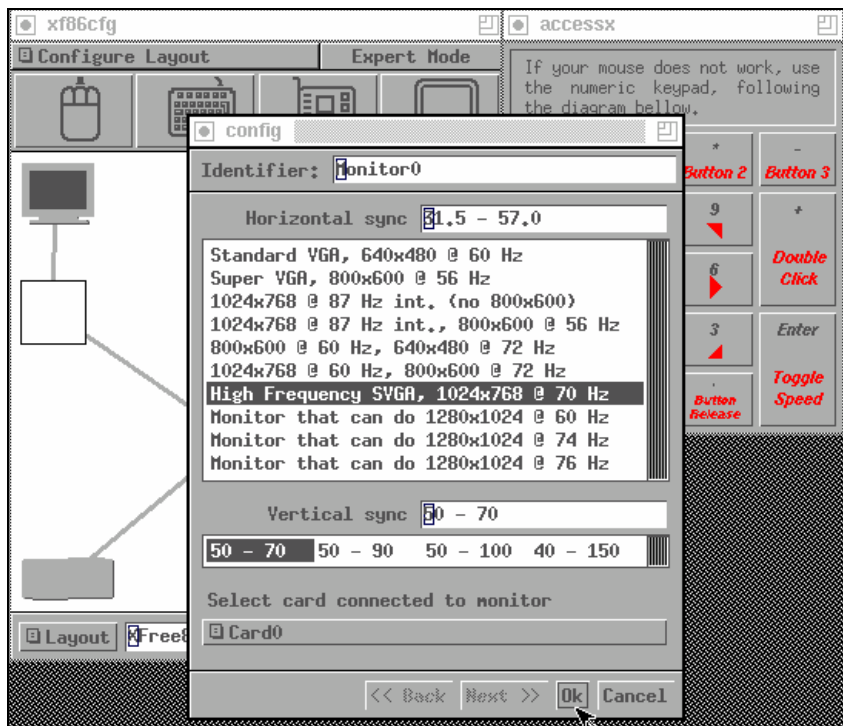 xf86cfg
Configure Layout
Expert Mode
accessx
If your mouse does not work, use
the numeric keypad, following
the diagram bellow.
*
Button 2
-
Button 3
9
+
Double
Click
6
3
Enter
Toggle
Speed
.
Button
Release
config
Identifier: Monitor0
Horizontal sync 31.5 - 57.0
Standard VGA, 640x480 @ 60 Hz
Super VGA, 800x600 @ 56 Hz
1024x768 @ 87 Hz int. (no 800x600)
1024x768 @ 87 Hz int., 800x600 @ 56 Hz
800x600 @ 60 Hz, 640x480 @ 72 Hz
1024x768 @ 60 Hz, 800x600 @ 72 Hz
High Frequency SVGA, 1024x768 @ 70 Hz
Monitor that can do 1280x1024 @ 60 Hz
Monitor that can do 1280x1024 @ 74 Hz
Monitor that can do 1280x1024 @ 76 Hz
Vertical sync 50 - 70
50 - 70 50 - 90 50 - 100 40 - 150
Select card connected to monitor
Card0
<< Back Next >> Ok Cancel
Layout XFree8